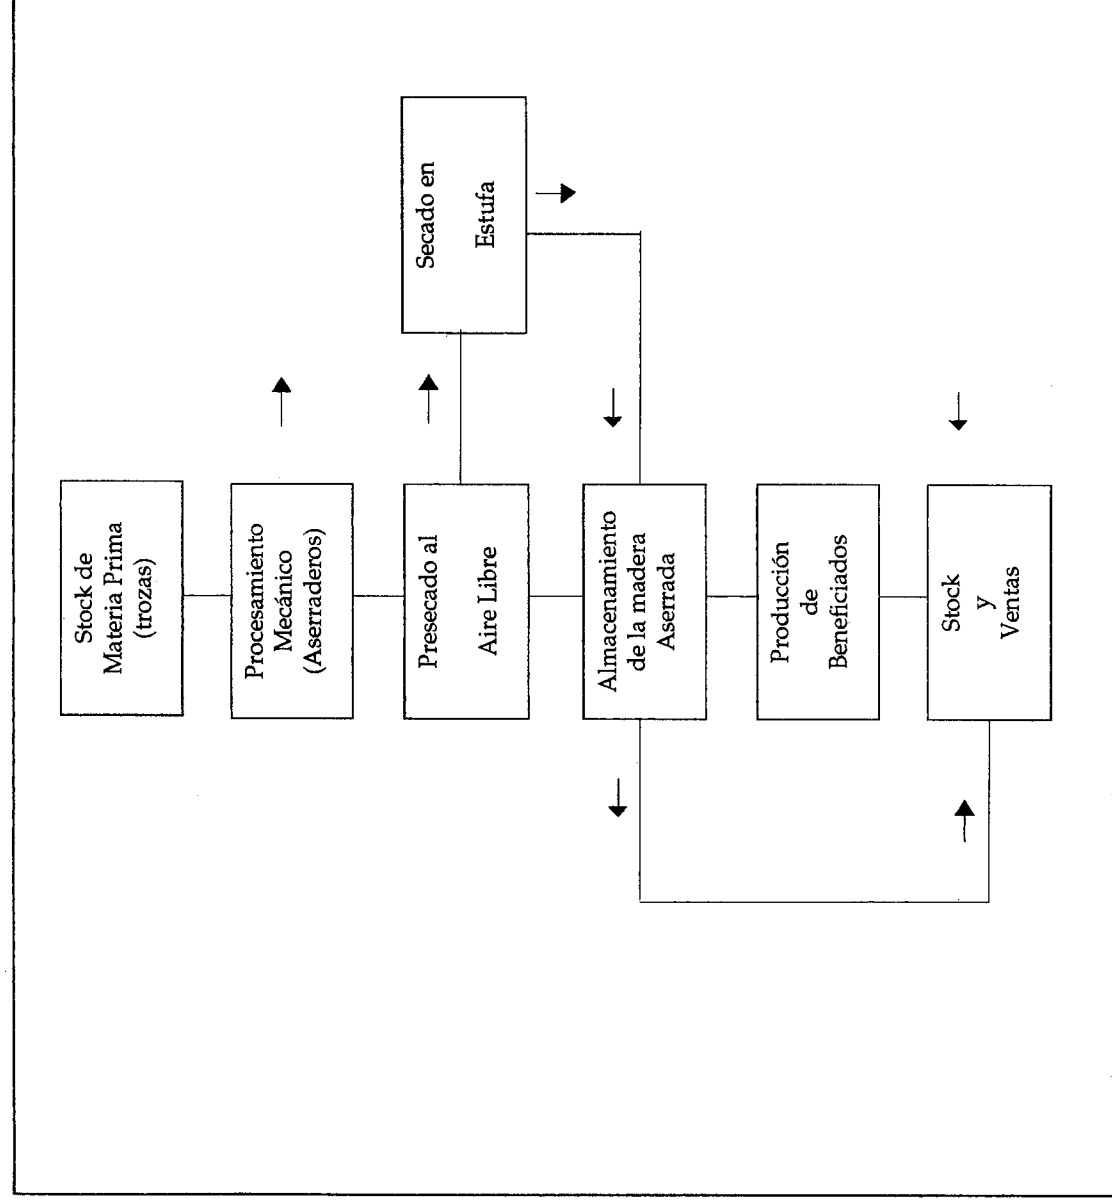 Stock de
Materia Prima
(trozas)
Procesamiento
Mecánico
(Aserraderos)
Presecado al
Aire Libre
Secado en
Estufa
Almacenamiento
de la madera
Aserrada
Producción
de
Beneficiados
Stock
y
Ventas